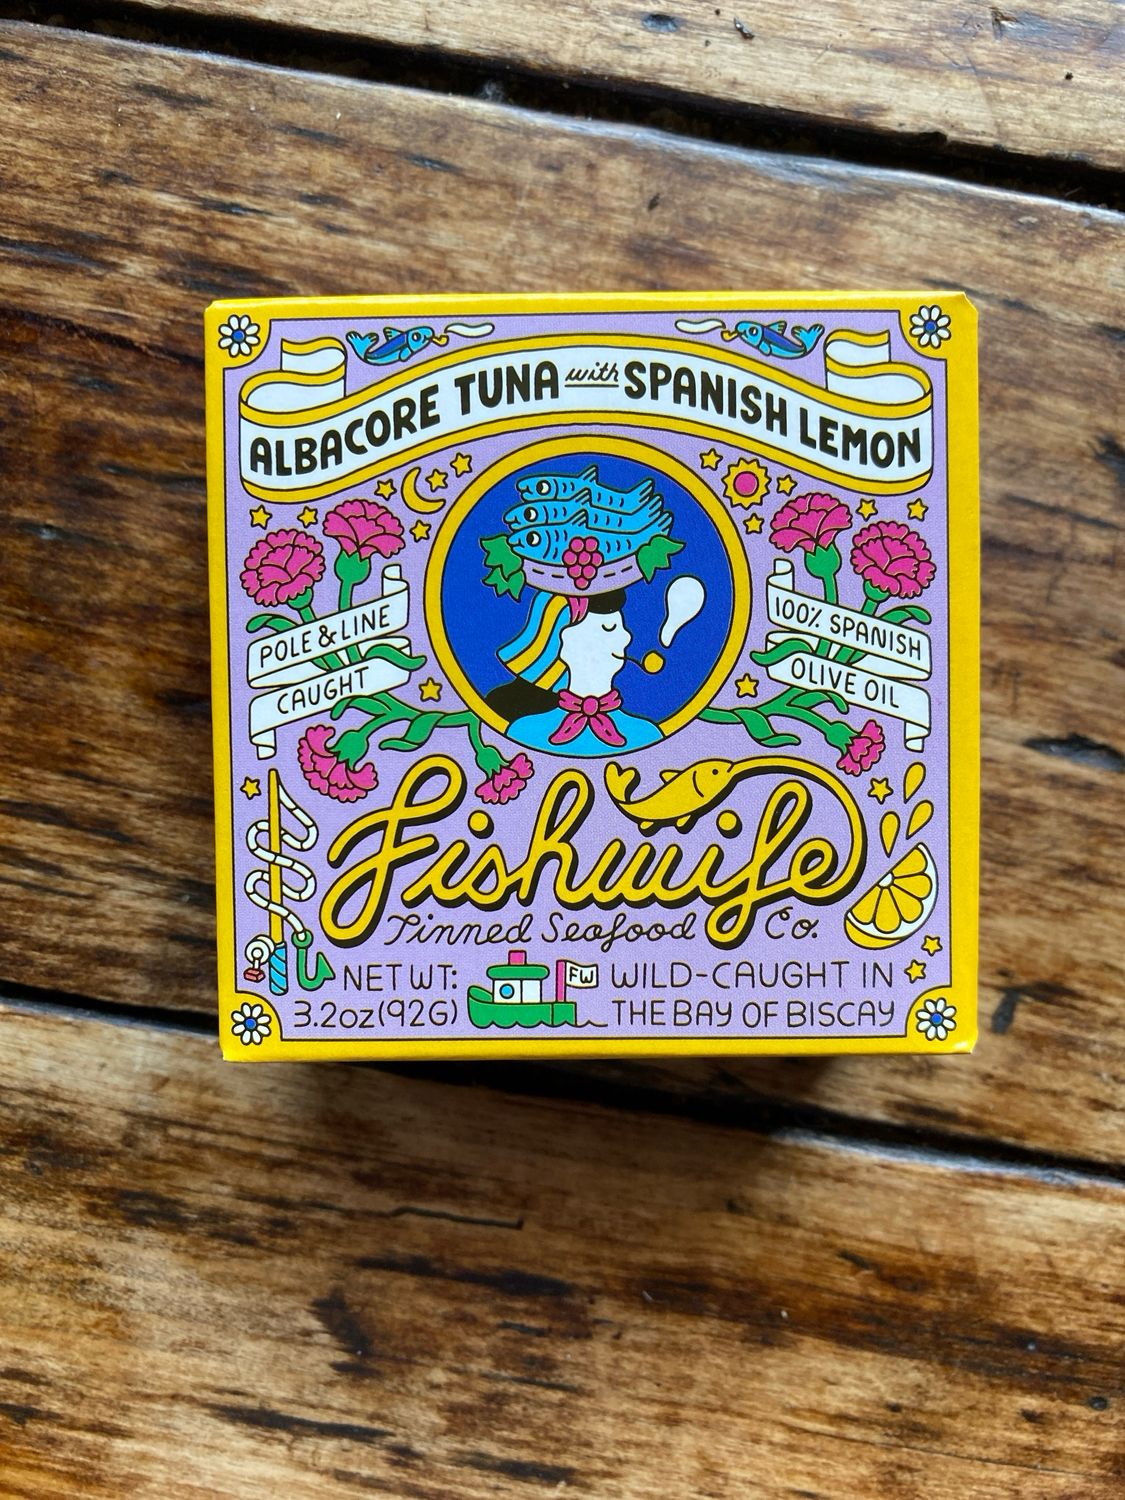 ALBACORE TUNA with SPANISH LEMON
POLE & LINE
CAUGHT
100% SPANISH
OLIVE OIL
Fishwife
Tinned Seafood Co.
NET WT:
3.2oz(92G)
FW
WILD-CAUGHT IN
THE BAY OF BISCAY